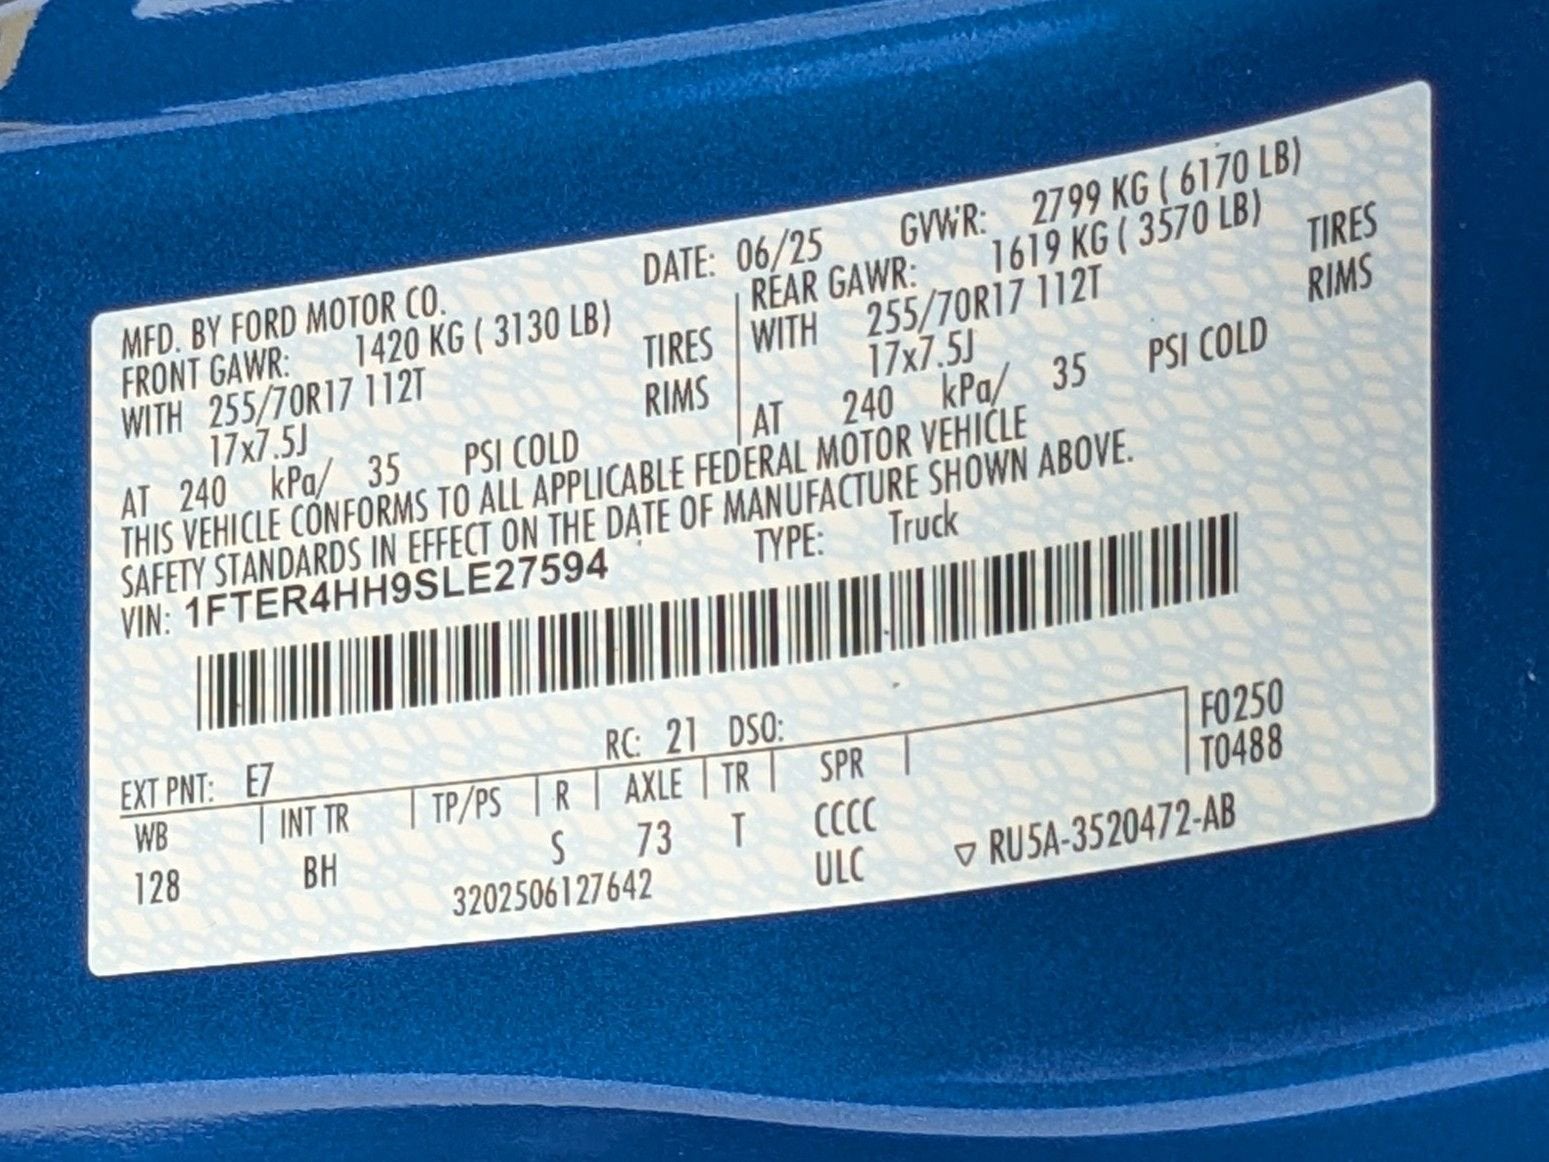 MFD. BY FORD MOTOR CO.
DATE: 06/25 GVWR: 2799 KG ( 6170 LB)
FRONT GAWR: 1420 KG ( 3130 LB)
WITH 255/70R17 112T TIRES
17x7.5J RIMS
AT 240 kPa/ 35 PSI COLD
REAR GAWR: 1619 KG ( 3570 LB)
WITH 255/70R17 112T TIRES
17x7.5J RIMS
AT 240 kPa/ 35 PSI COLD
THIS VEHICLE CONFORMS TO ALL APPLICABLE FEDERAL MOTOR VEHICLE
SAFETY STANDARDS IN EFFECT ON THE DATE OF MANUFACTURE SHOWN ABOVE.
VIN: 1FTER4HH9SLE27594 TYPE: Truck
EXT PNT: E7 RC: 21 DSO: F0250
WB INT TR TP/PS R AXLE TR SPR T0488
128 BH S 73 T CCCC
3202506127642 ULC RU5A-3520472-AB